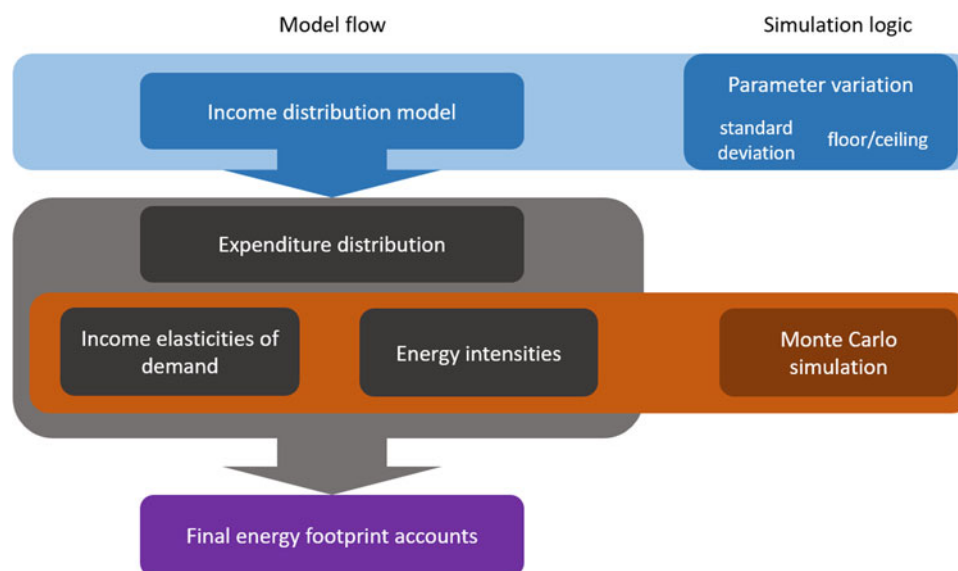 Model flow
Simulation logic
Income distribution model
Parameter variation
standard
deviation
floor/ceiling
Expenditure distribution
Income elasticities of
demand
Energy intensities
Monte Carlo
simulation
Final energy footprint accounts